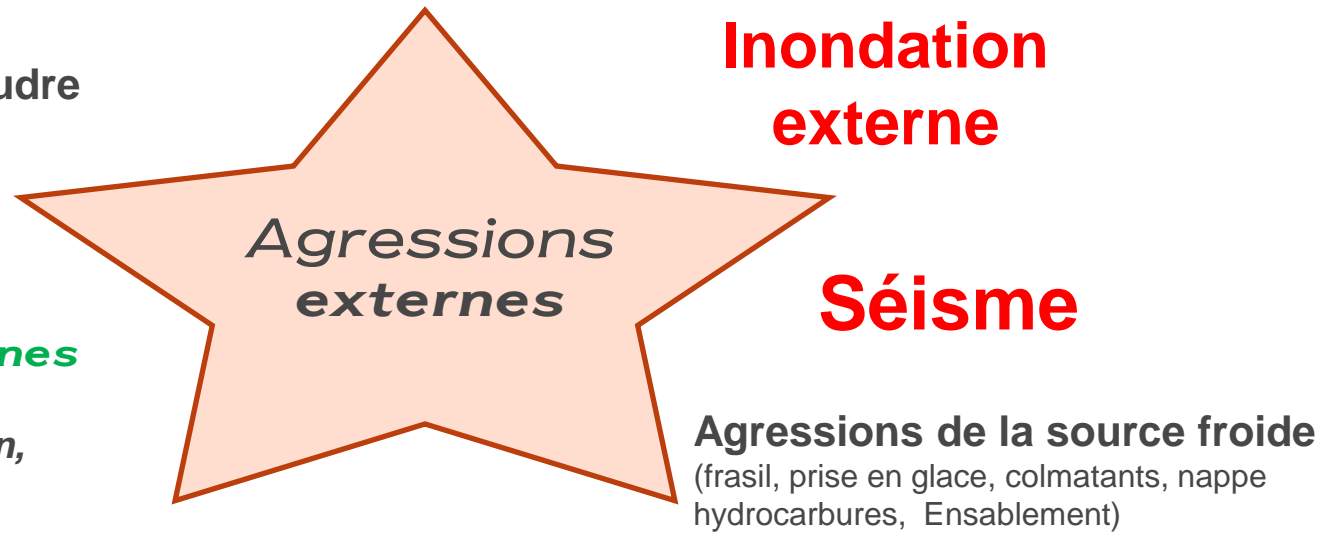 udre
nes
n,
Agressions
externes
Inondation
externe
Séisme
Agressions de la source froide
(frasil, prise en glace, colmatants, nappe
hydrocarbures, Ensablement)